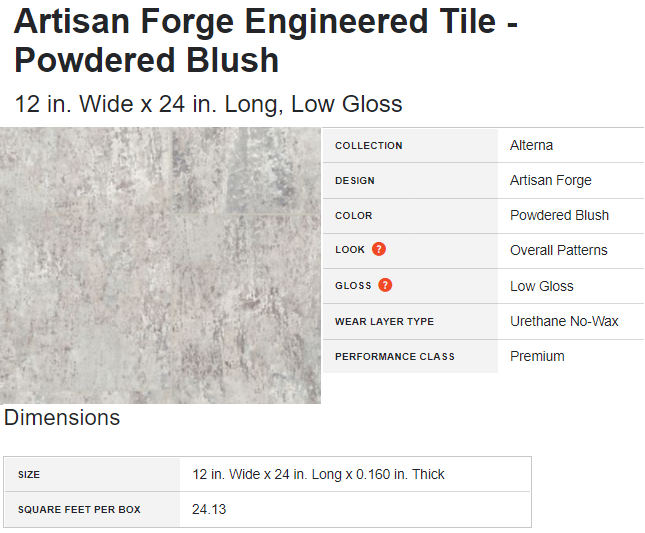 Artisan Forge Engineered Tile -
Powdered Blush
12 in. Wide x 24 in. Long, Low Gloss
COLLECTION Alterna
DESIGN Artisan Forge
COLOR Powdered Blush
LOOK ? Overall Patterns
GLOSS ? Low Gloss
WEAR LAYER TYPE Urethane No-Wax
PERFORMANCE CLASS Premium
Dimensions
SIZE 12 in. Wide x 24 in. Long x 0.160 in. Thick
SQUARE FEET PER BOX 24.13